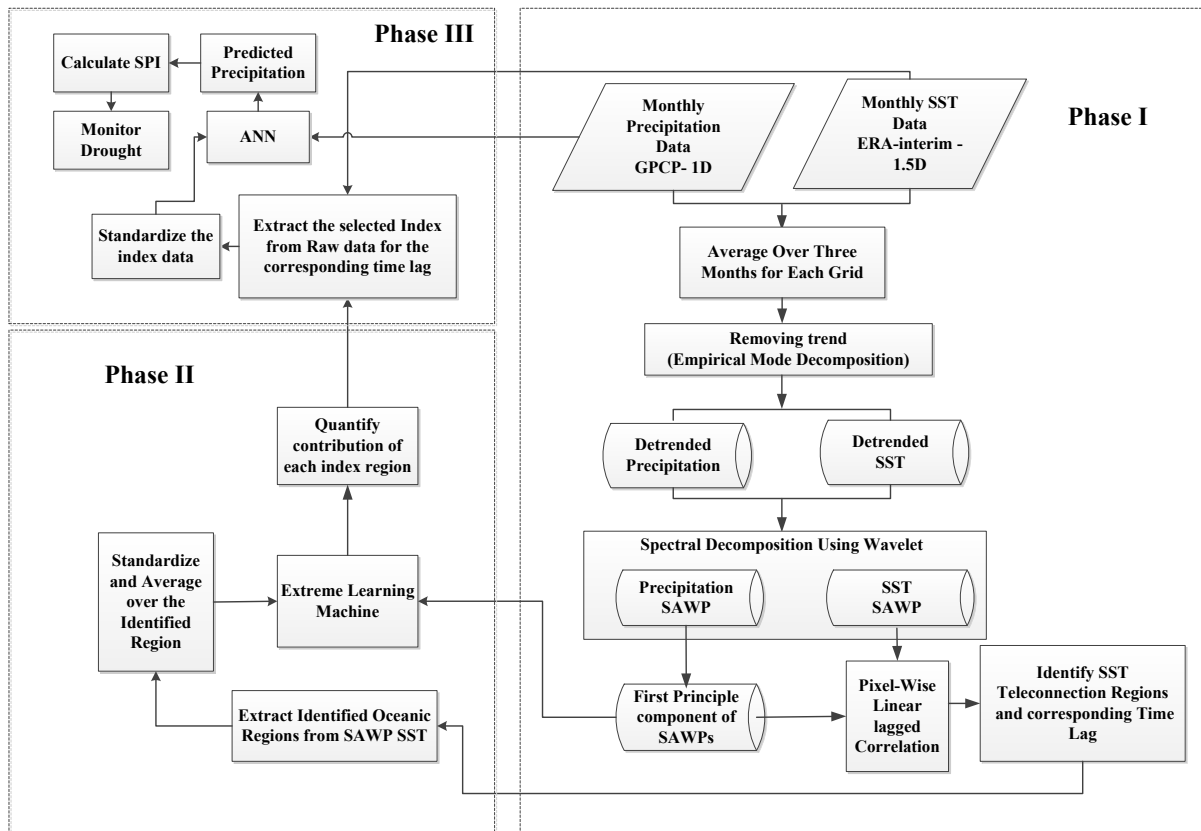 Phase III
Calculate SPI
Predicted
Precipitation
Monitor
Drought
ANN
Standardize the
index data
Extract the selected Index
from Raw data for the
corresponding time lag
Phase I
Monthly
Precipitation
Data
GPCP- 1D
Monthly SST
Data
ERA-interim -
1.5D
Average Over Three
Months for Each Grid
Removing trend
(Empirical Mode Decomposition)
Detrended
Precipitation
Detrended
SST
Spectral Decomposition Using Wavelet
Precipitation
SAWP
SST
SAWP
First Principle
component of
SAWPs
Pixel-Wise
Linear
lagged
Correlation
Identify SST
Teleconnection Regions
and corresponding Time
Lag
Phase II
Quantify
contribution of
each index region
Standardize
and Average
over the
Identified
Region
Extreme Learning
Machine
Extract Identified Oceanic
Regions from SAWP SST